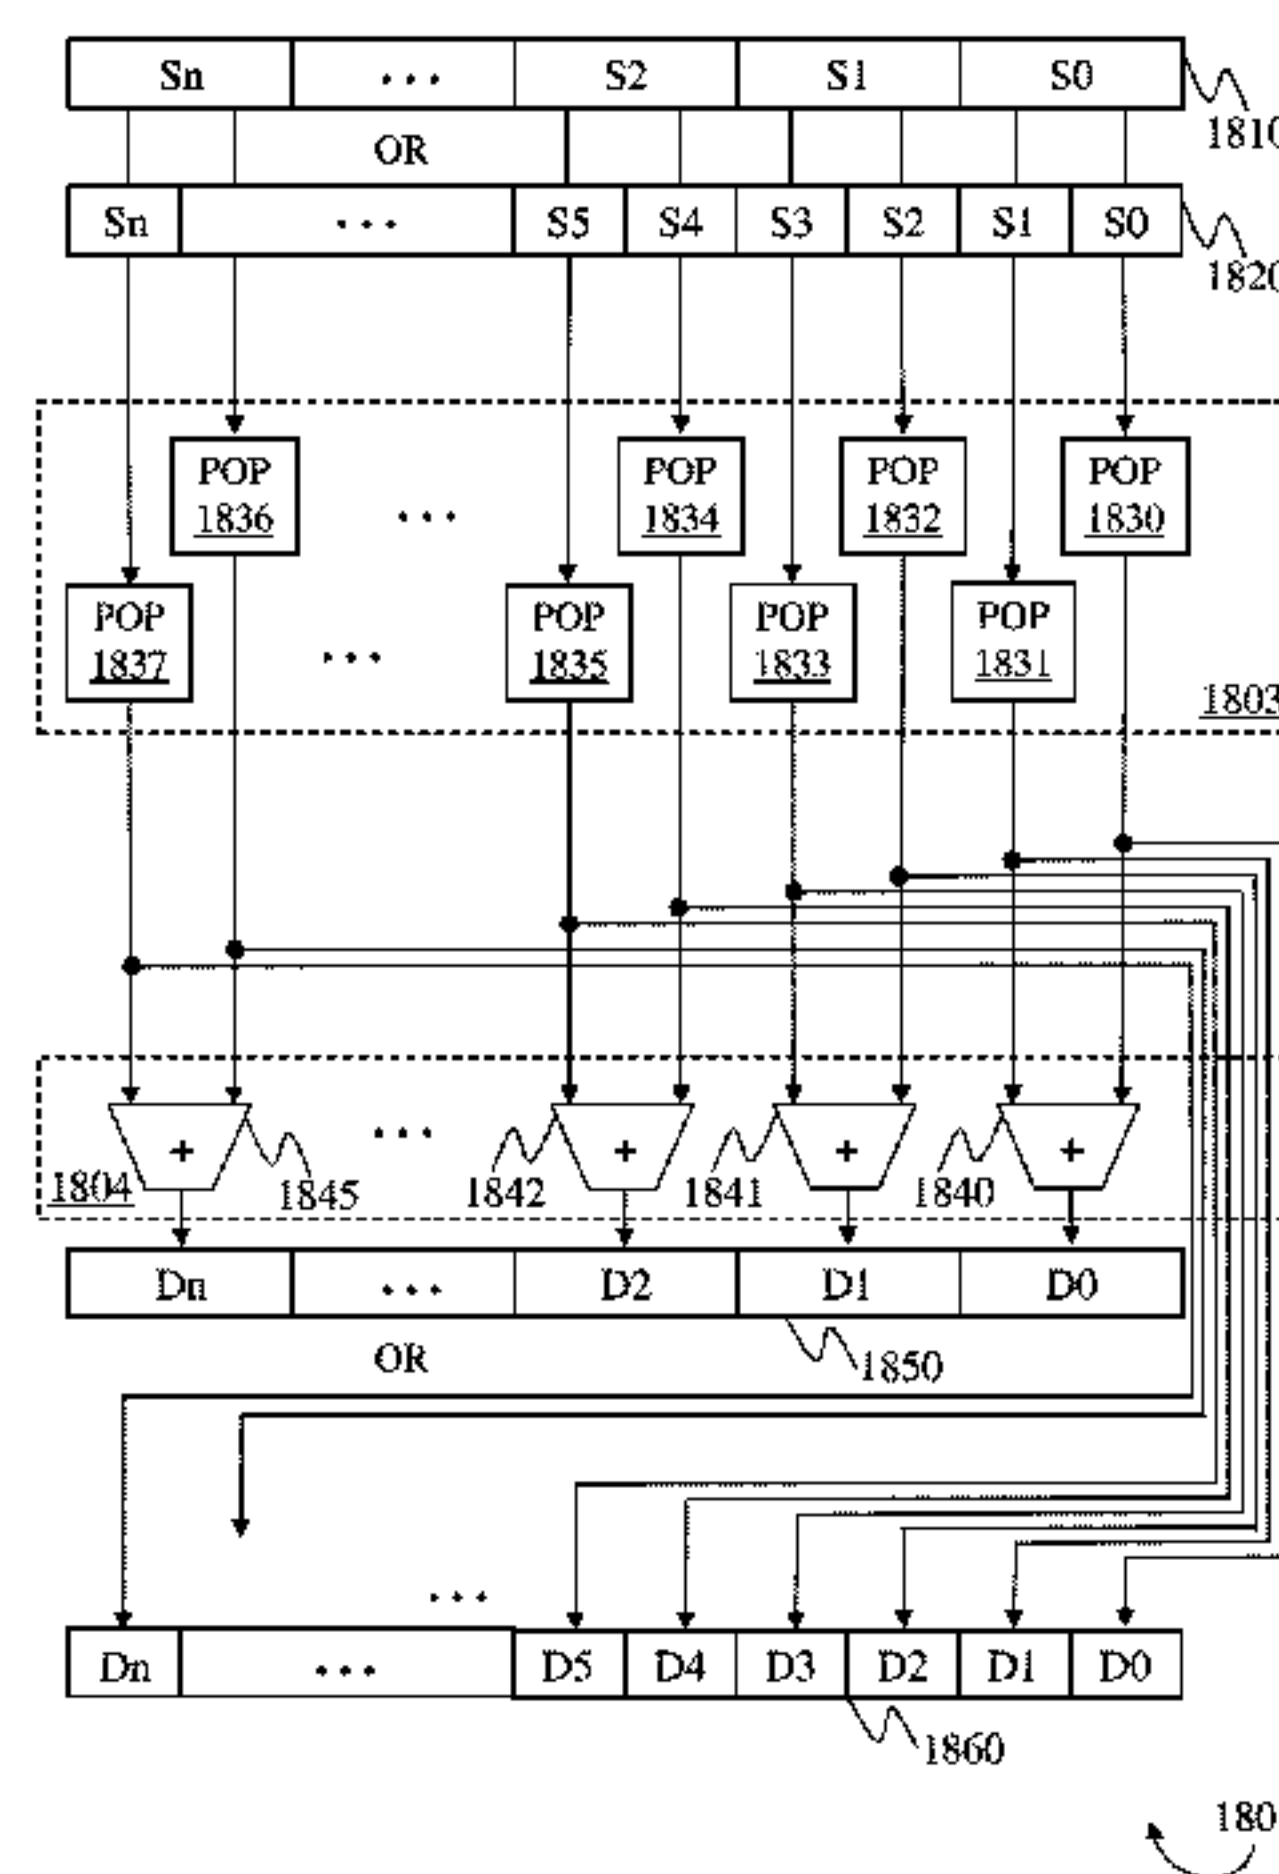 Sn ... S2 S1 S0
1810
OR
Sn ... S5 S4 S3 S2 S1 S0
1820
POP 1836 ... POP 1834 POP 1832 POP 1830
POP 1837 ... POP 1835 POP 1833 POP 1831
1803
+ ... + + +
1804 1845 1842 1841 1840
Dn ... D2 D1 D0
OR
1850
...
Dn ... D5 D4 D3 D2 D1 D0
1860
180